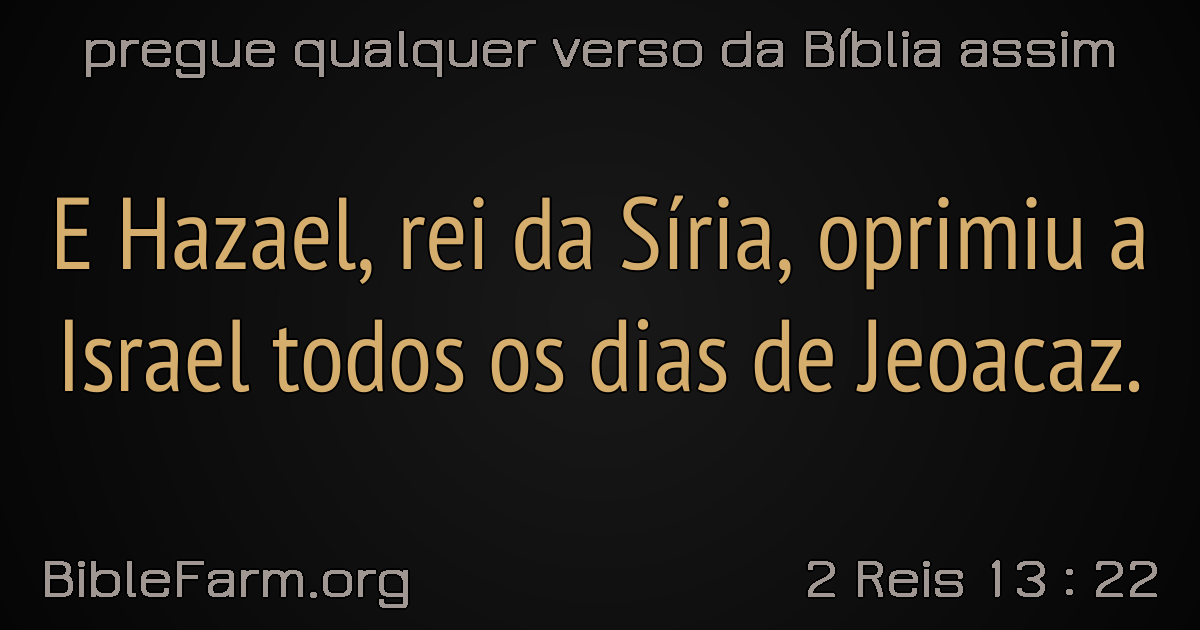 pregue qualquer verso da Bíblia assim
E Hazael, rei da Síria, oprimiu a
Israel todos os dias de Jeoacaz.
BibleFarm.org
2 Reis 13 : 22